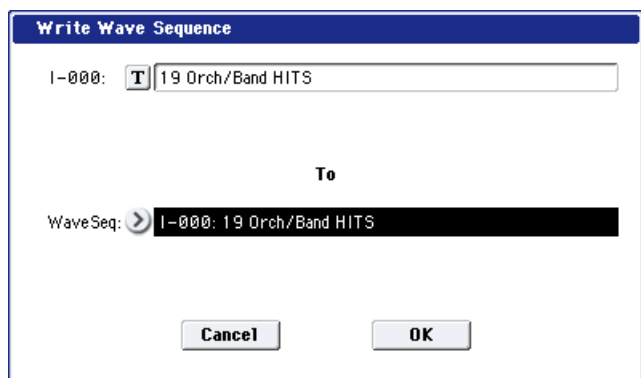 Write Wave Sequence
I-000: T 19 Orch/Band HITS
To
WaveSeq: I-000: 19 Orch/Band HITS
Cancel OK